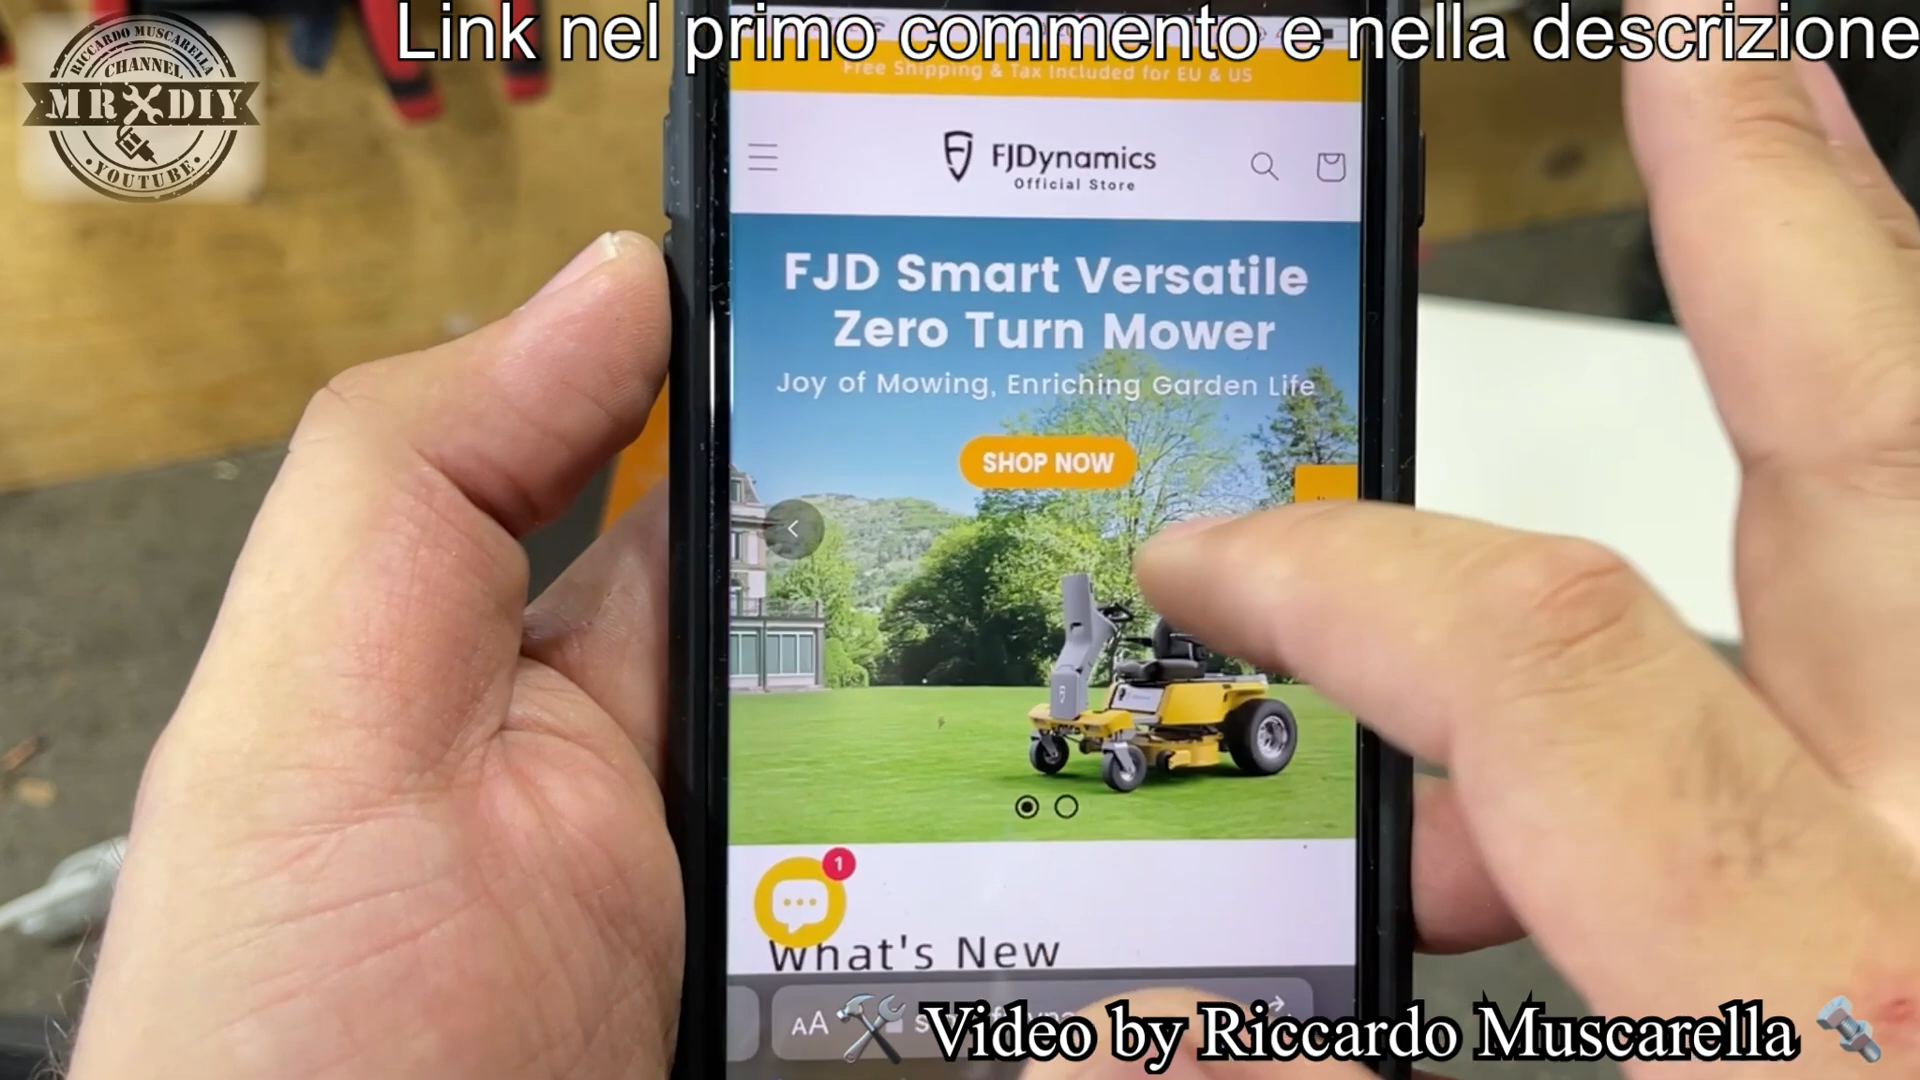 Link nel primo commento e nella descrizione
RICCARDO MUSCARELLA
CHANNEL
MR DIY
YOUTUBE
Free Shipping & Tax Included for EU & US
FJDynamics
Official Store
FJD Smart Versatile
Zero Turn Mower
Joy of Mowing, Enriching Garden Life
SHOP NOW
1
What's New
AA
Video by Riccardo Muscarella